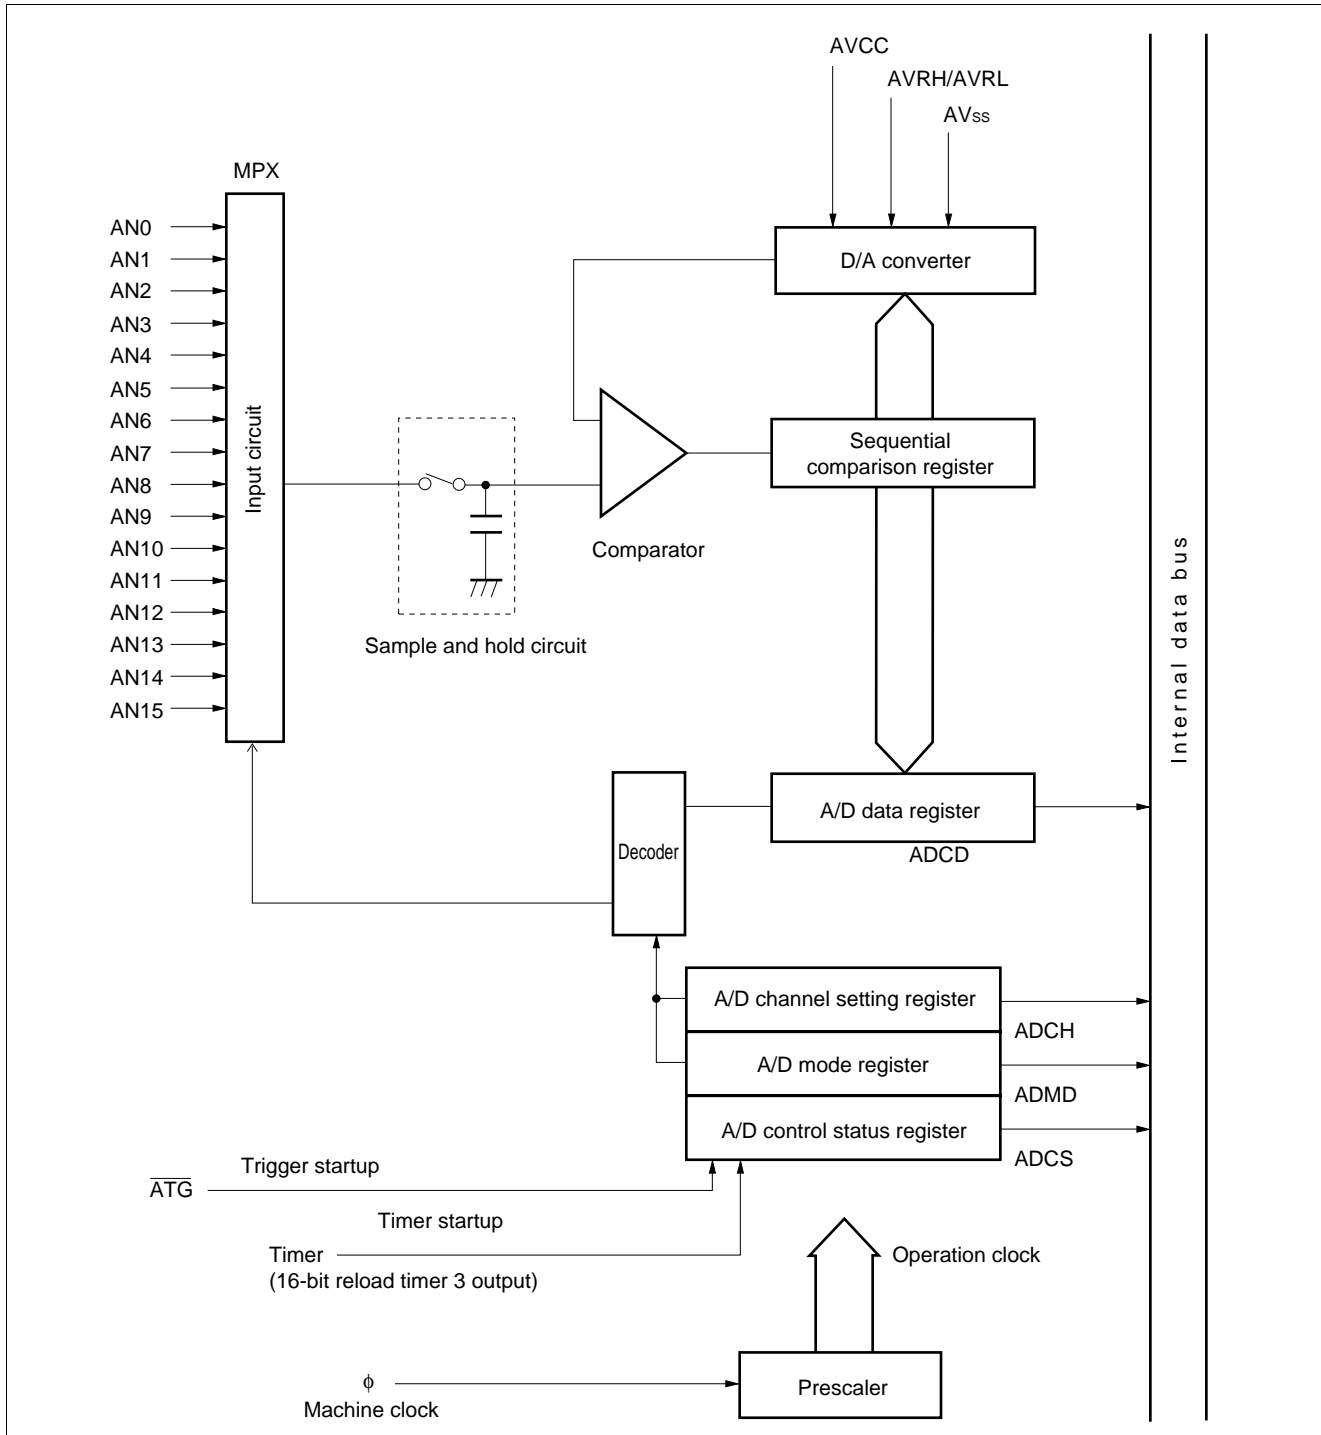 AVCC
AVRH/AVRL
AVss
MPX
AN0
AN1
AN2
AN3
AN4
AN5
AN6
AN7
AN8
AN9
AN10
AN11
AN12
AN13
AN14
AN15
Input circuit
D/A converter
Sequential
comparison register
Comparator
Sample and hold circuit
Internal data bus
Decoder
A/D data register
ADCD
A/D channel setting register
ADCH
A/D mode register
ADMD
A/D control status register
ADCS
Trigger startup
ATG
Timer startup
Timer
(16-bit reload timer 3 output)
Operation clock
Prescaler
ϕ
Machine clock